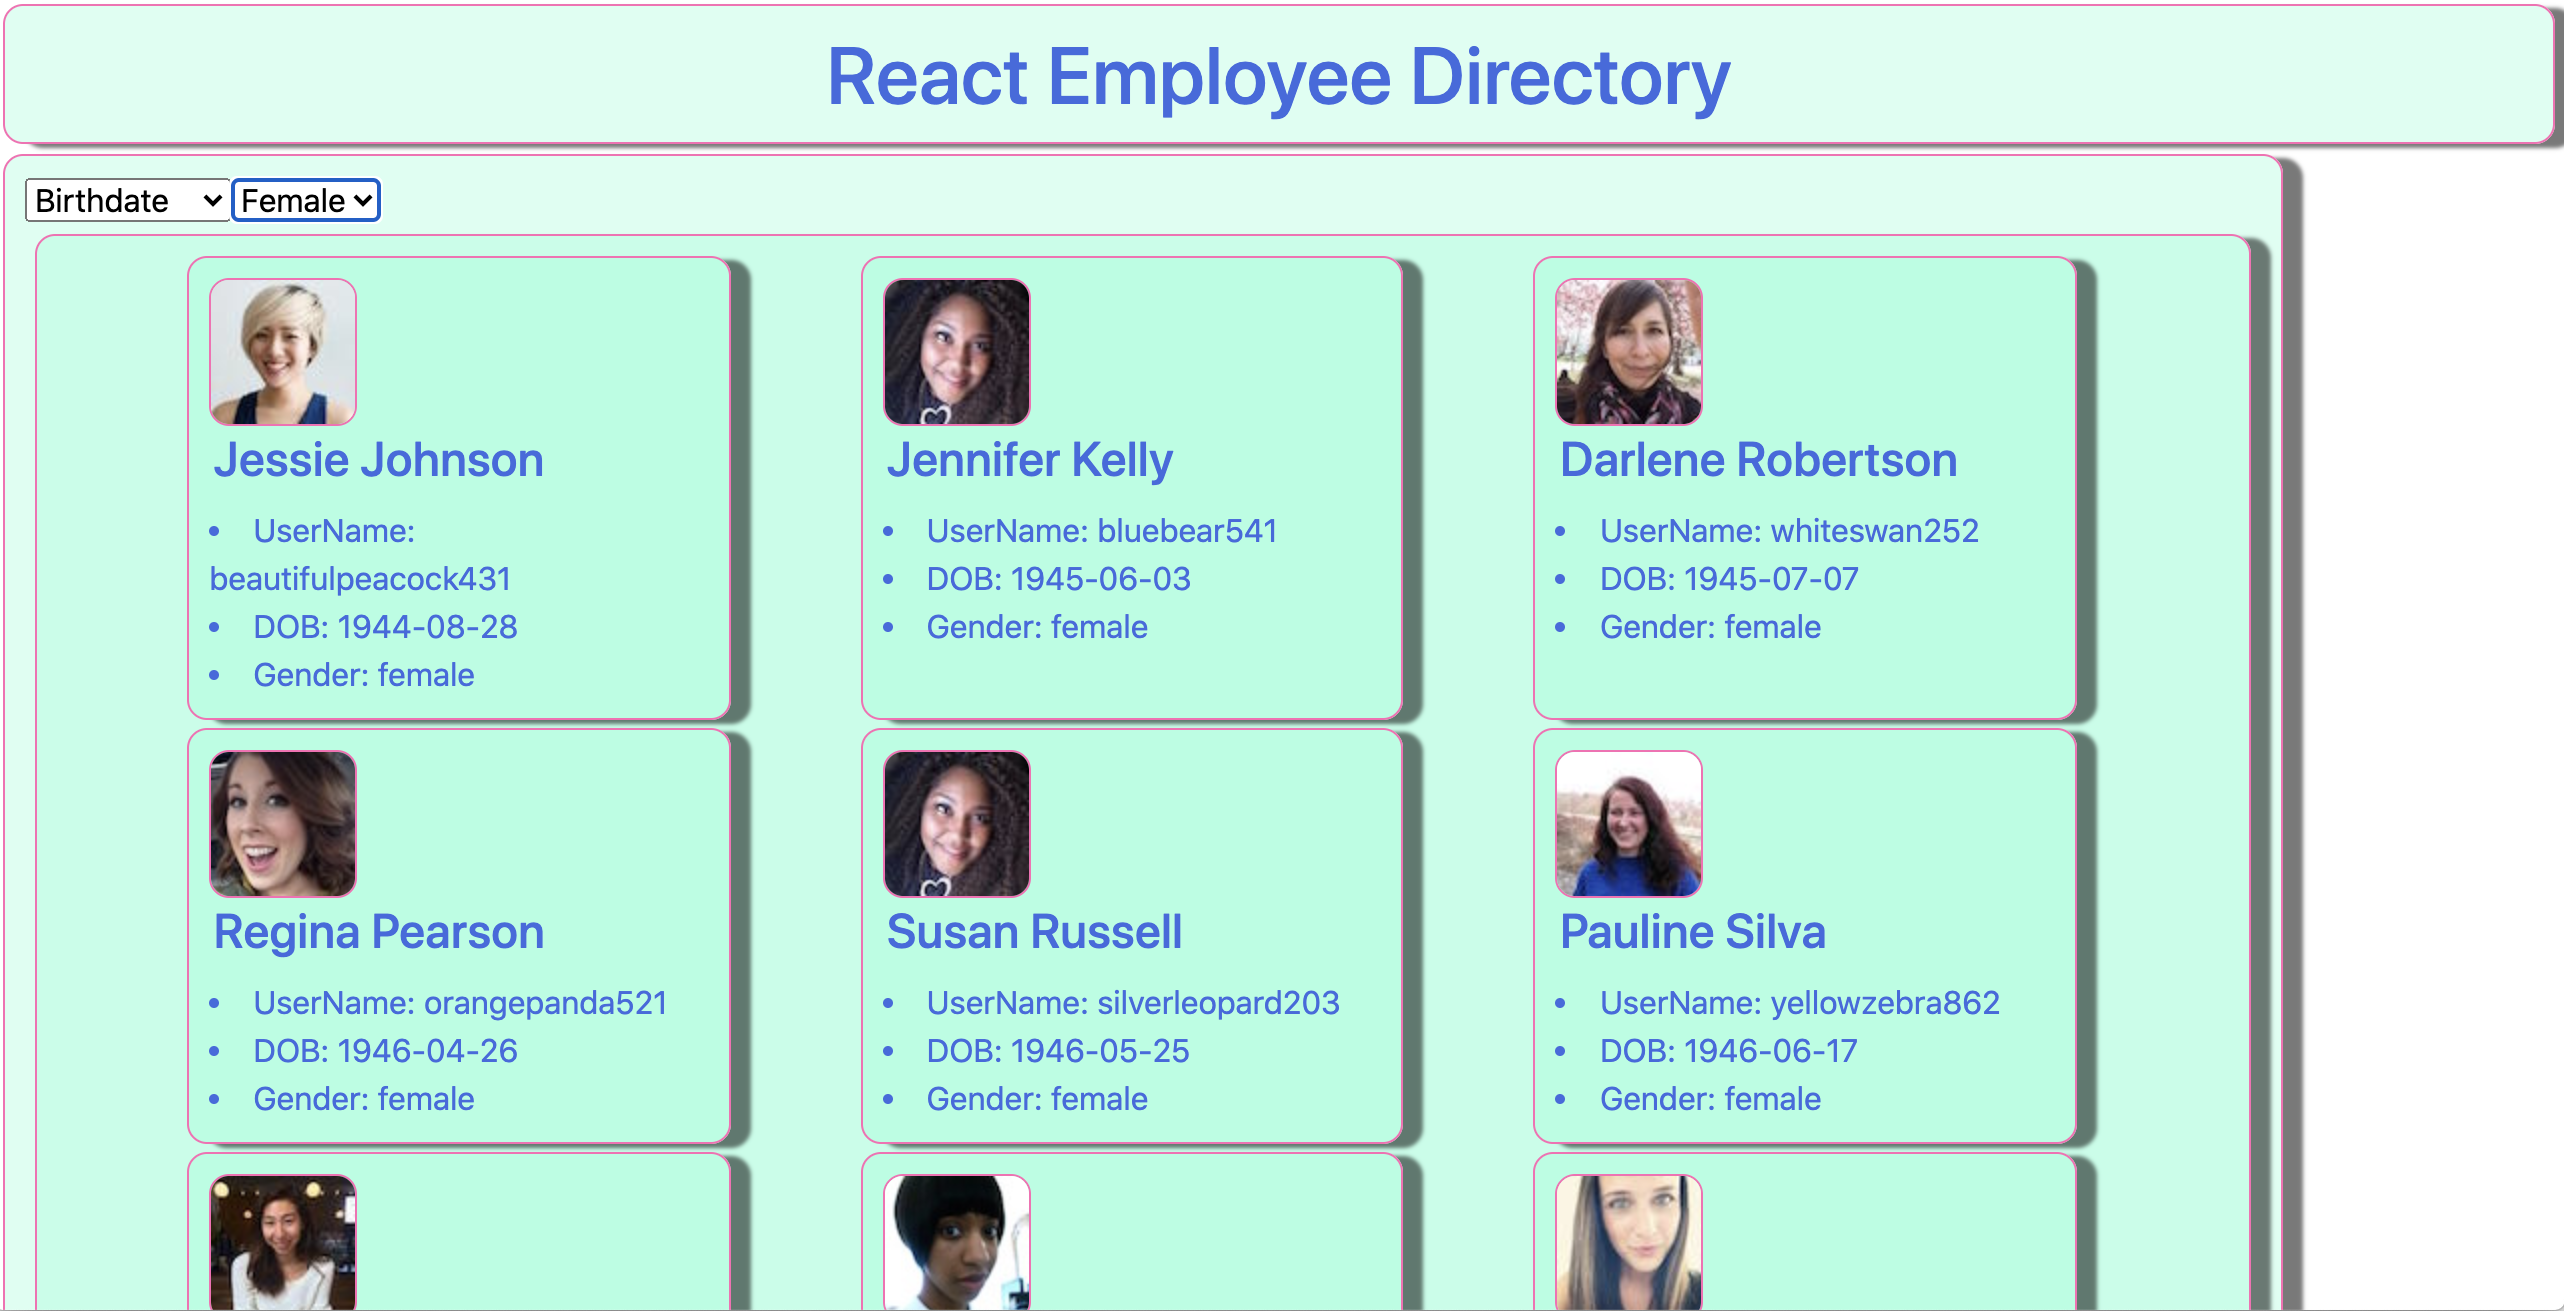 React Employee Directory
Birthdate Female
Jessie Johnson
• UserName:
beautifulpeacock431
• DOB: 1944-08-28
• Gender: female
Jennifer Kelly
• UserName: bluebear541
• DOB: 1945-06-03
• Gender: female
Darlene Robertson
• UserName: whiteswan252
• DOB: 1945-07-07
• Gender: female
Regina Pearson
• UserName: orangepanda521
• DOB: 1946-04-26
• Gender: female
Susan Russell
• UserName: silverleopard203
• DOB: 1946-05-25
• Gender: female
Pauline Silva
• UserName: yellowzebra862
• DOB: 1946-06-17
• Gender: female